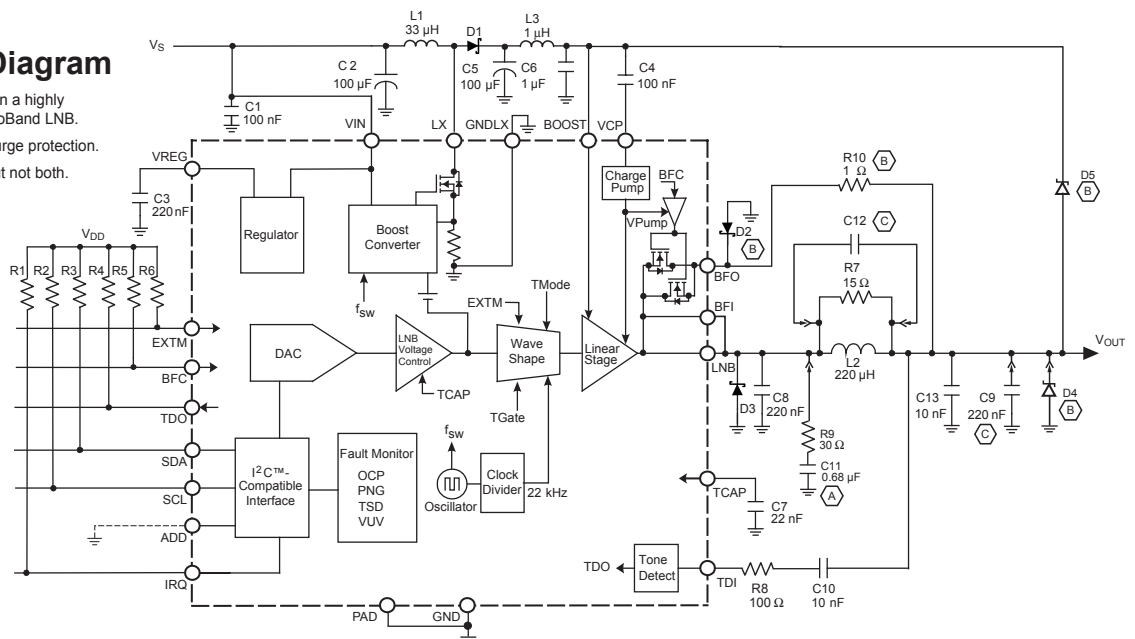 Diagram
n a highly
oBand LNB.
urge protection.
t not both.
VS
L1
33 µH
D1
L3
1 µH
C 2
100 µF
C5
100 µF
C6
1 µF
C4
100 nF
C1
100 nF
VIN
LX
GNDLX
BOOST
VCP
VREG
C3
220 nF
VDD
R1
R2
R3
R4
R5
R6
Regulator
Boost
Converter
fsw
Charge
Pump
BFC
VPump
D2
B
BFO
R10
1 Ω
B
C12
C
R7
15 Ω
D5
B
EXTM
BFC
TDO
SDA
SCL
ADD
IRQ
DAC
LNB
Voltage
Control
TCAP
EXTM
TMode
Wave
Shape
TGate
Linear
Stage
BFI
LNB
L2
220 µH
VOUT
D3
C8
220 nF
R9
30 Ω
C11
0.68 µF
A
C13
10 nF
C9
220 nF
C
D4
B
I2C™-
Compatible
Interface
Fault Monitor
OCP
PNG
TSD
VUV
fsw
Oscillator
Clock
Divider
22 kHz
TCAP
C7
22 nF
TDO
Tone
Detect
TDI
R8
100 Ω
C10
10 nF
PAD
GND